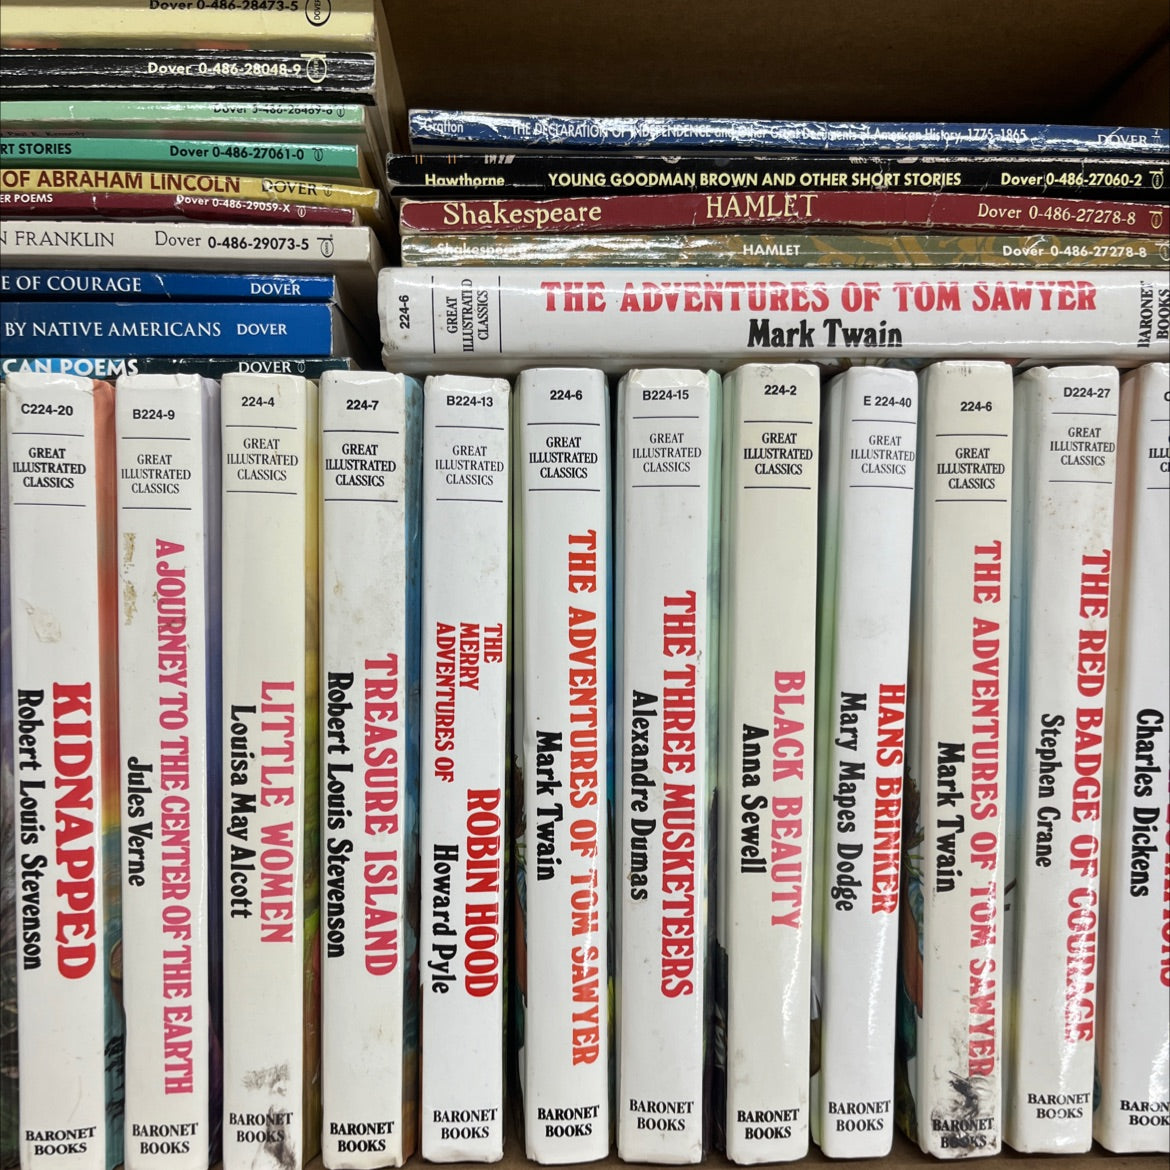 Dover 0-486-28473-5
DOVER
Dover 0-486-28048-9
Dover 0-486-28469-6
Paul E. Kennedy
RT STORIES Dover 0-486-27061-0
OF ABRAHAM LINCOLN DOVER
ER POEMS Dover 0-486-29059-X
N FRANKLIN Dover 0-486-29073-5
E OF COURAGE DOVER
BY NATIVE AMERICANS DOVER
CAN POEMS DOVER
Grafton THE DECLARATION OF INDEPENDENCE and Other Great Documents of American History, 1775-1865 DOVER
Hawthorne YOUNG GOODMAN BROWN AND OTHER SHORT STORIES Dover 0-486-27060-2
Shakespeare HAMLET Dover 0-486-27278-8
Shakespeare HAMLET Dover 0-486-27278-8
224-6
GREAT
ILLUSTRATED
CLASSICS
THE ADVENTURES OF TOM SAWYER
Mark Twain
BARONET
BOOKS
C224-20
GREAT
ILLUSTRATED
CLASSICS
KIDNAPPED
Robert Louis Stevenson
BARONET
BOOKS
B224-9
GREAT
ILLUSTRATED
CLASSICS
A JOURNEY TO THE CENTER OF THE EARTH
Jules Verne
BARONET
BOOKS
224-4
GREAT
ILLUSTRATED
CLASSICS
LITTLE WOMEN
Louisa May Alcott
BARONET
BOOKS
224-7
GREAT
ILLUSTRATED
CLASSICS
TREASURE ISLAND
Robert Louis Stevenson
BARONET
BOOKS
B224-13
GREAT
ILLUSTRATED
CLASSICS
THE
MERRY
ADVENTURES OF
ROBIN HOOD
Howard Pyle
BARONET
BOOKS
224-6
GREAT
ILLUSTRATED
CLASSICS
THE ADVENTURES OF TOM SAWYER
Mark Twain
BARONET
BOOKS
B224-15
GREAT
ILLUSTRATED
CLASSICS
THE THREE MUSKETEERS
Alexandre Dumas
BARONET
BOOKS
224-2
GREAT
ILLUSTRATED
CLASSICS
BLACK BEAUTY
Anna Sewell
BARONET
BOOKS
E 224-40
GREAT
ILLUSTRATED
CLASSICS
HANS BRINKER
Mary Mapes Dodge
BARONET
BOOKS
224-6
GREAT
ILLUSTRATED
CLASSICS
THE ADVENTURES OF TOM SAWYER
Mark Twain
BARONET
BOOKS
D224-27
GREAT
ILLUSTRATED
CLASSICS
THE RED BADGE OF COURAGE
Stephen Crane
BARONET
BOOKS
Charles Dickens
BARON
BOOK